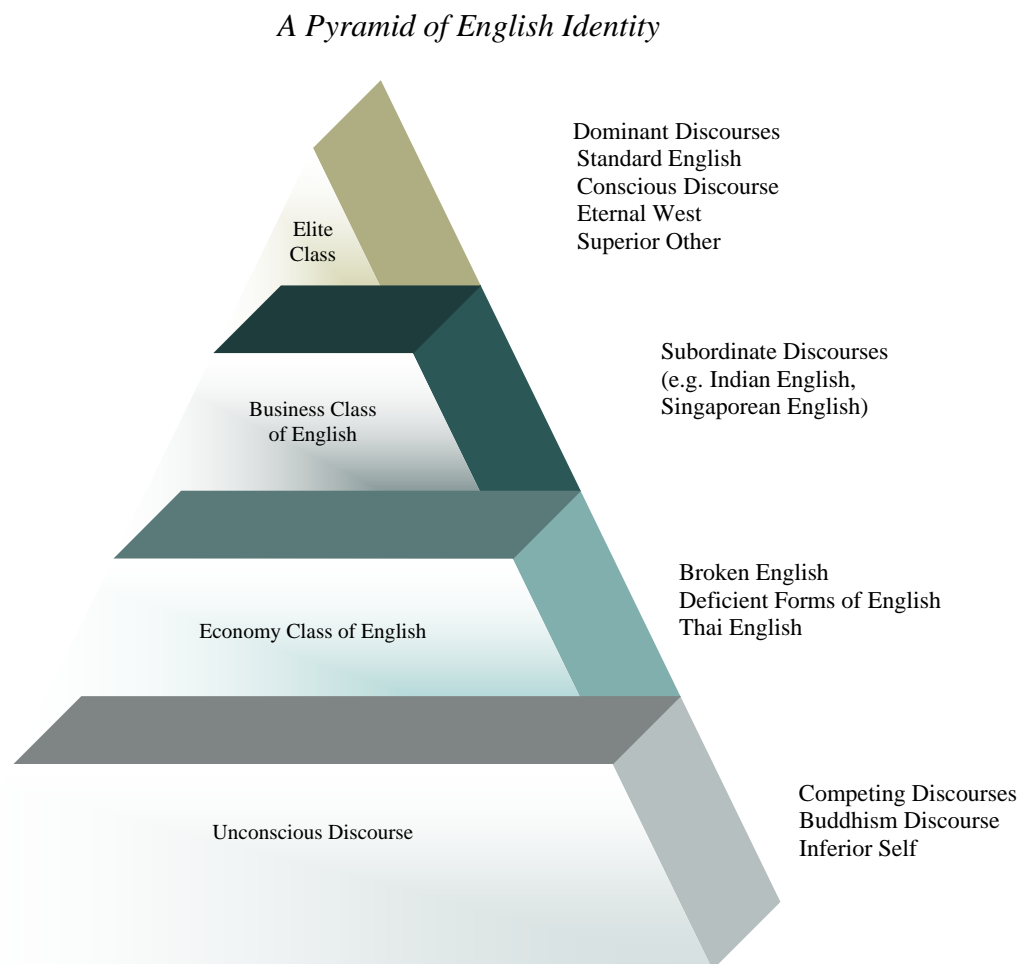 A Pyramid of English Identity
Dominant Discourses
Standard English
Conscious Discourse
Eternal West
Superior Other
Elite
Class
Subordinate Discourses
(e.g. Indian English,
Singaporean English)
Business Class
of English
Broken English
Deficient Forms of English
Thai English
Economy Class of English
Competing Discourses
Buddhism Discourse
Inferior Self
Unconscious Discourse